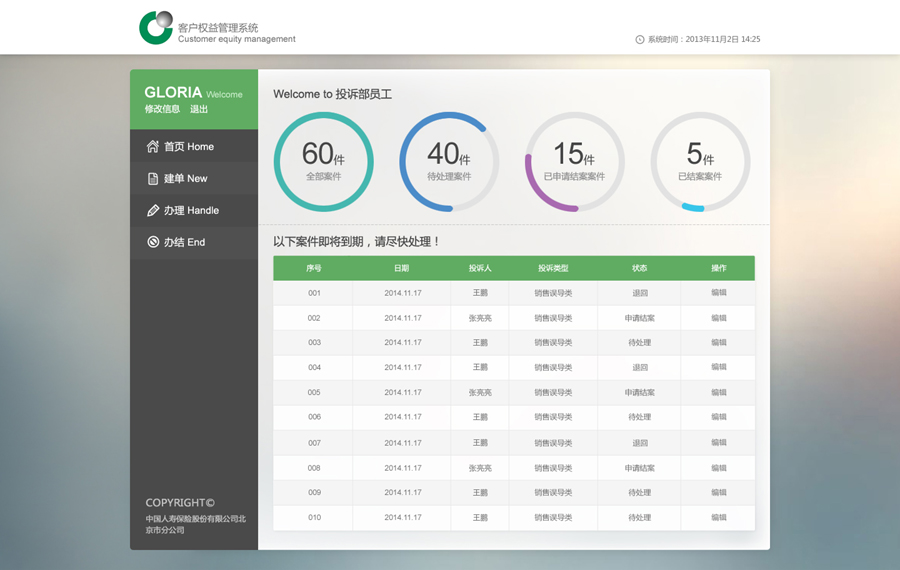 客户权益管理系统
Customer equity management
系统时间：2013年11月2日 14:25
GLORIA Welcome
修改信息 退出
首页 Home
建单 New
办理 Handle
办结 End
COPYRIGHT©
中国人寿保险股份有限公司北
京市分公司
Welcome to 投诉部员工
60件 40件 15件 5件
全部案件 待处理案件 已申请结案案件 已结案案件
以下案件即将到期，请尽快处理！
序号 日期 投诉人 投诉类型 状态 操作
001 2014.11.17 王鹏 销售误导类 退回 编辑
002 2014.11.17 张亮亮 销售误导类 申请结案 编辑
003 2014.11.17 王鹏 销售误导类 待处理 编辑
004 2014.11.17 王鹏 销售误导类 退回 编辑
005 2014.11.17 张亮亮 销售误导类 申请结案 编辑
006 2014.11.17 王鹏 销售误导类 待处理 编辑
007 2014.11.17 王鹏 销售误导类 退回 编辑
008 2014.11.17 张亮亮 销售误导类 申请结案 编辑
009 2014.11.17 王鹏 销售误导类 待处理 编辑
010 2014.11.17 王鹏 销售误导类 待处理 编辑